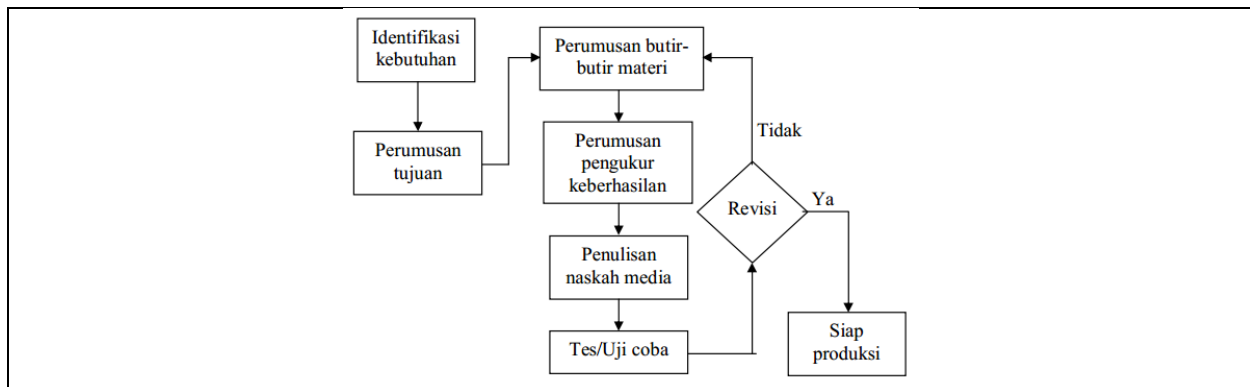 Identifikasi
kebutuhan
Perumusan
tujuan
Perumusan butir-
butir materi
Perumusan
pengukur
keberhasilan
Penulisan
naskah media
Tes/Uji coba
Revisi
Tidak
Ya
Siap
produksi